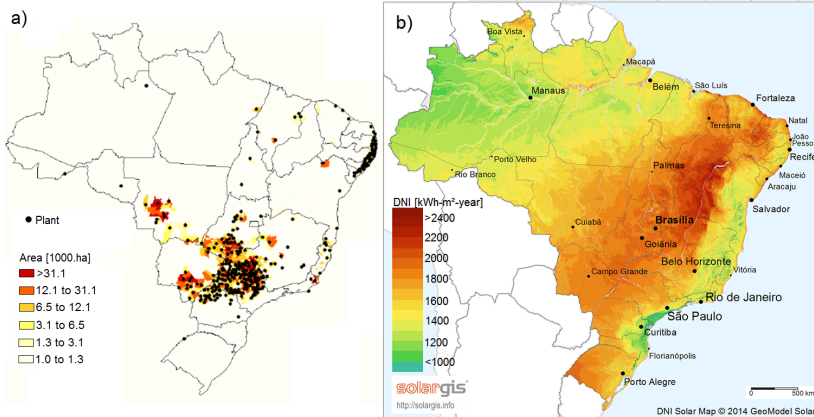 a)
Plant
Area [1000.ha]
>31.1
12.1 to 31.1
6.5 to 12.1
3.1 to 6.5
1.3 to 3.1
1.0 to 1.3
b)
Boa Vista
Macapá
Manaus
Belém
São Luís
Fortaleza
Teresina
Natal
João
Pesso
Recife
Porto Velho
Rio Branco
Palmas
Maceió
Aracaju
Salvador
DNI [kWh-m²-year]
>2400
2200
2000
1800
1600
1400
1200
<1000
Cuiabá
Brasília
Goiânia
Campo Grande
Belo Horizonte
Vitória
Rio de Janeiro
São Paulo
Curitiba
Florianópolis
Porto Alegre
solargis
http://solargis.info
0 500 km
DNI Solar Map © 2014 GeoModel Solar